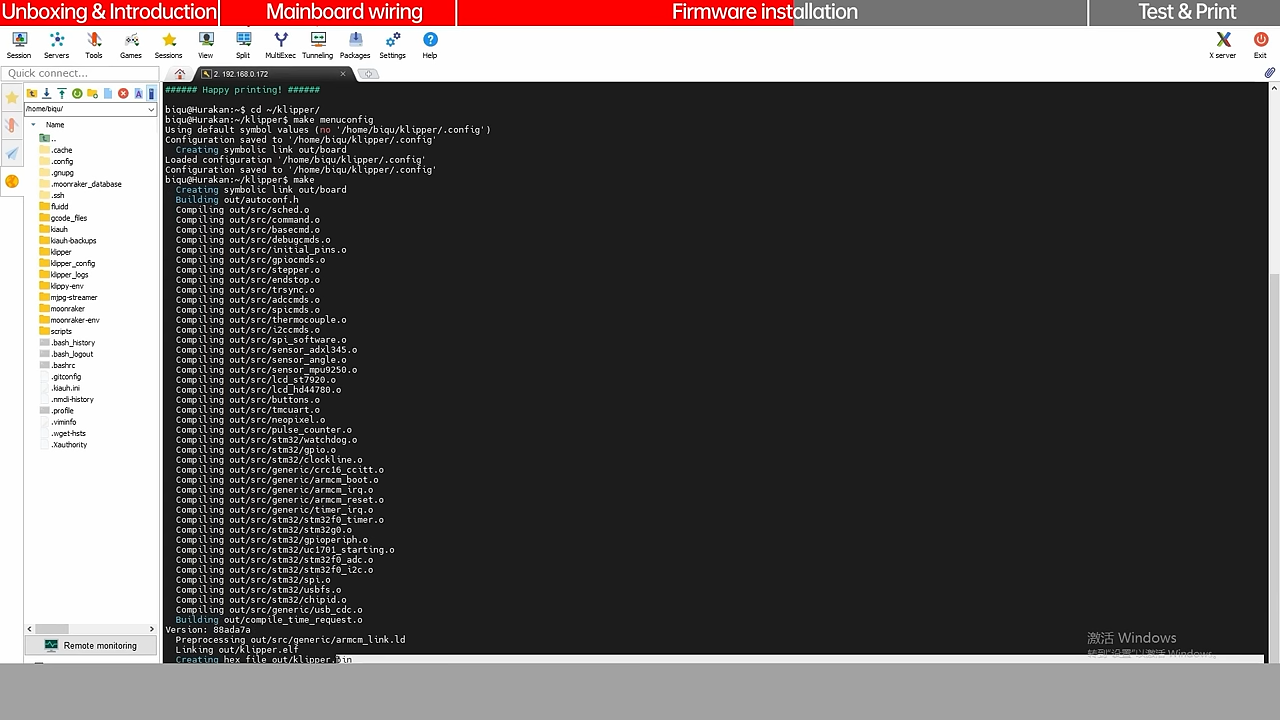 Unboxing & Introduction
Mainboard wiring
Firmware installation
Test & Print
Session
Servers
Tools
Games
Sessions
View
Split
MultiExec
Tunneling
Packages
Settings
Help
X server
Exit
Quick connect...
2. 192.168.0.172
/home/biqu/
Name
..
.cache
.config
.gnupg
.moonraker_database
.ssh
fluidd
gcode_files
kiauh
kiauh-backups
klipper
klipper_config
klipper_logs
klippy-env
mjpg-streamer
moonraker
moonraker-env
scripts
.bash_history
.bash_logout
.bashrc
.gitconfig
.kiauh.ini
.nmcli-history
.profile
.viminfo
.wget-hsts
.Xauthority
Remote monitoring
###### Happy printing! ######
biqu@Hurakan:~$ cd ~/klipper/
biqu@Hurakan:~/klipper$ make menuconfig
Using default symbol values (no '/home/biqu/klipper/.config')
Configuration saved to '/home/biqu/klipper/.config'
Creating symbolic link out/board
Loaded configuration '/home/biqu/klipper/.config'
Configuration saved to '/home/biqu/klipper/.config'
biqu@Hurakan:~/klipper$ make
Creating symbolic link out/board
Building out/autoconf.h
Compiling out/src/sched.o
Compiling out/src/command.o
Compiling out/src/basecmd.o
Compiling out/src/debugcmds.o
Compiling out/src/initial_pins.o
Compiling out/src/gpiocmds.o
Compiling out/src/stepper.o
Compiling out/src/endstop.o
Compiling out/src/trsync.o
Compiling out/src/adccmds.o
Compiling out/src/spicmds.o
Compiling out/src/thermocouple.o
Compiling out/src/i2ccmds.o
Compiling out/src/spi_software.o
Compiling out/src/sensor_adxl345.o
Compiling out/src/sensor_angle.o
Compiling out/src/sensor_mpu9250.o
Compiling out/src/lcd_st7920.o
Compiling out/src/lcd_hd44780.o
Compiling out/src/buttons.o
Compiling out/src/tmcuart.o
Compiling out/src/neopixel.o
Compiling out/src/pulse_counter.o
Compiling out/src/stm32/watchdog.o
Compiling out/src/stm32/gpio.o
Compiling out/src/stm32/clockline.o
Compiling out/src/generic/crc16_ccitt.o
Compiling out/src/generic/armcm_boot.o
Compiling out/src/generic/armcm_irq.o
Compiling out/src/generic/armcm_reset.o
Compiling out/src/generic/timer_irq.o
Compiling out/src/stm32/stm32f0_timer.o
Compiling out/src/stm32/stm32g0.o
Compiling out/src/stm32/gpioperiph.o
Compiling out/src/stm32/uc1701_starting.o
Compiling out/src/stm32/stm32f0_adc.o
Compiling out/src/stm32/stm32f0_i2c.o
Compiling out/src/stm32/spi.o
Compiling out/src/stm32/usbfs.o
Compiling out/src/stm32/chipid.o
Compiling out/src/generic/usb_cdc.o
Building out/compile_time_request.o
Version: 88ada7a
Preprocessing out/src/generic/armcm_link.ld
Linking out/klipper.elf
Creating hex file out/klipper.bin
激活 Windows
转到"设置"以激活 Windows。